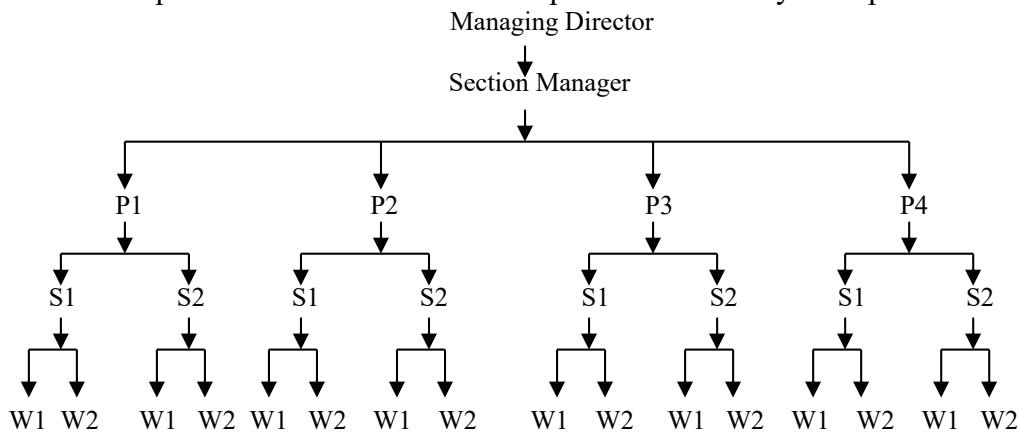 Managing Director
Section Manager
P1 P2 P3 P4
S1 S2 S1 S2 S1 S2 S1 S2
W1 W2 W1 W2 W1 W2 W1 W2 W1 W2 W1 W2 W1 W2 W1 W2